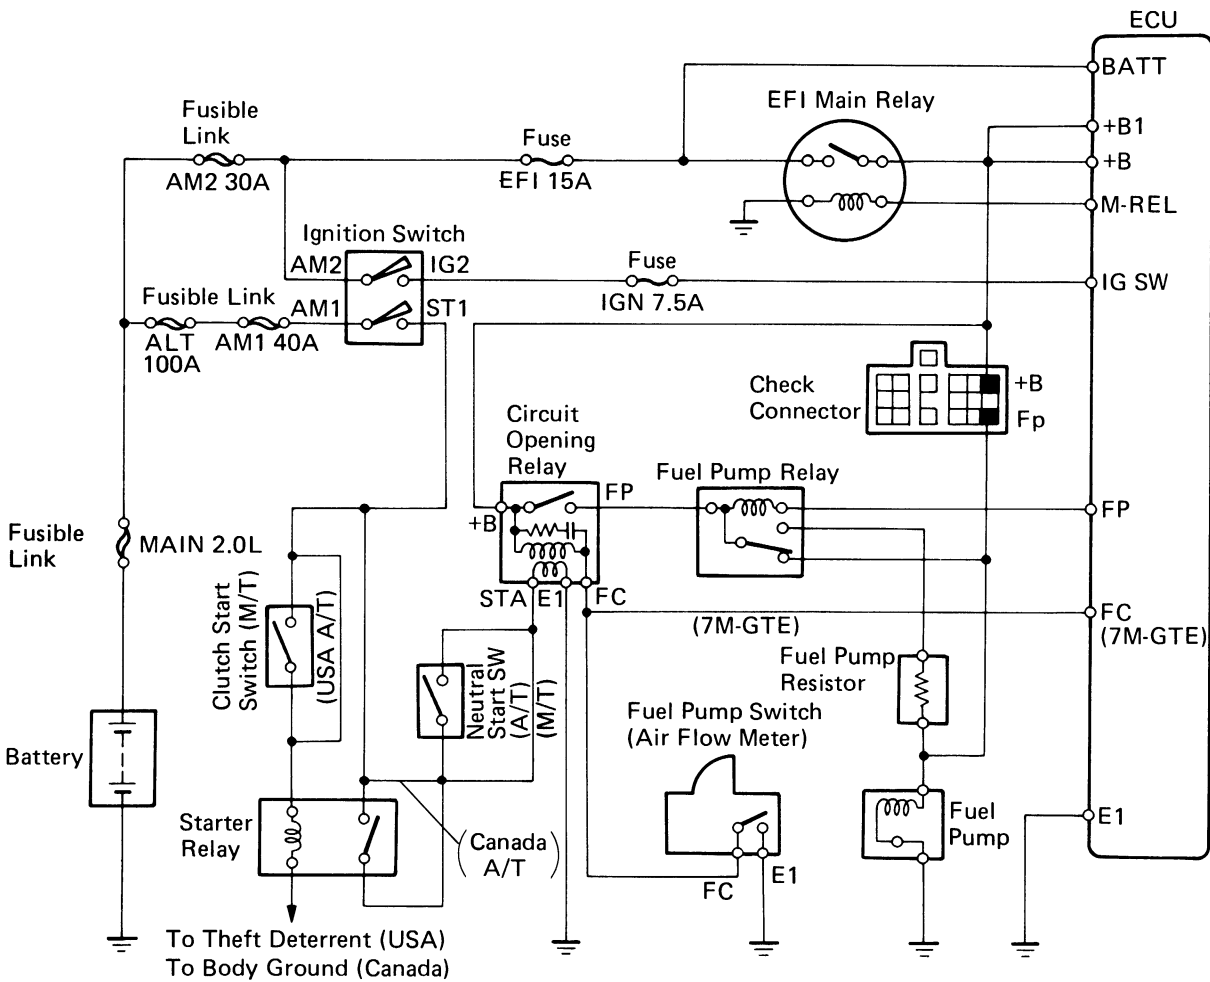 ECU
BATT
EFI Main Relay
+B1
+B
M-REL
Fusible
Link
AM2 30A
Fuse
EFI 15A
Ignition Switch
AM2
IG2
Fuse
IGN 7.5A
IG SW
Fusible Link
AM1
ST1
ALT
100A
AM1 40A
Check
Connector
+B
Fp
Circuit
Opening
Relay
FP
+B
Fuel Pump Relay
FP
Fusible
Link
MAIN 2.0L
STA
E1
FC
FC
(7M-GTE)
(7M-GTE)
Clutch Start
Switch (M/T)
(USA A/T)
Neutral
Start SW
(A/T)
(M/T)
Fuel Pump
Resistor
Fuel Pump Switch
(Air Flow Meter)
Battery
Starter
Relay
(Canada
A/T)
Fuel
Pump
E1
FC
E1
To Theft Deterrent (USA)
To Body Ground (Canada)